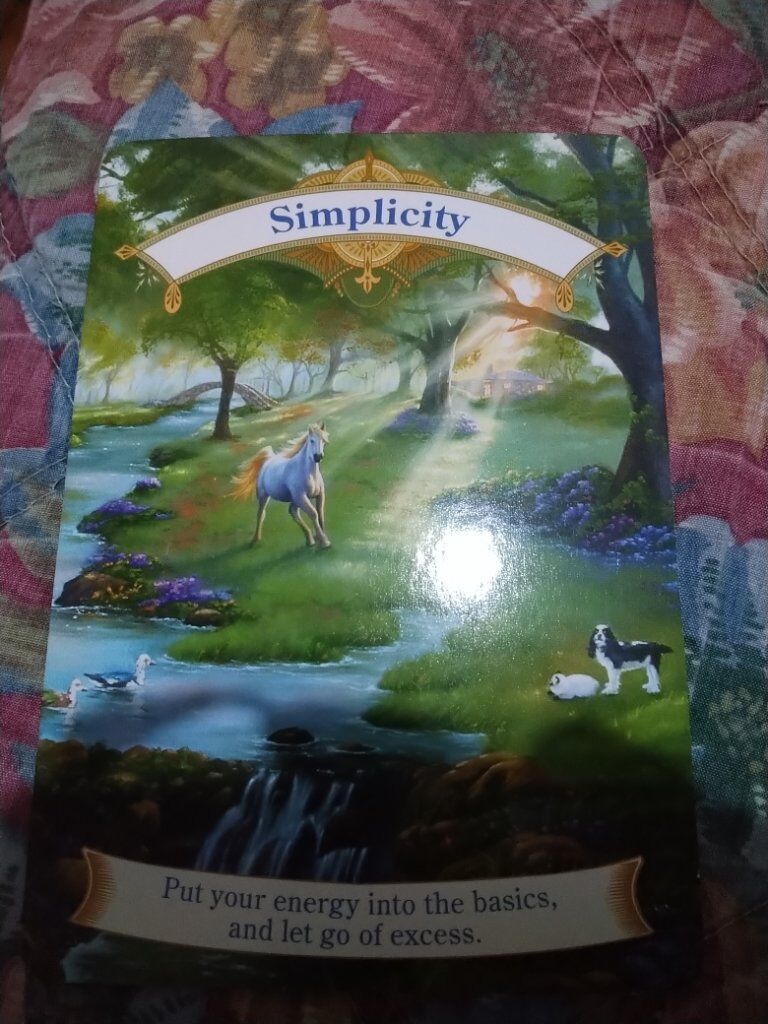 Simplicity
Put your energy into the basics,
and let go of excess.